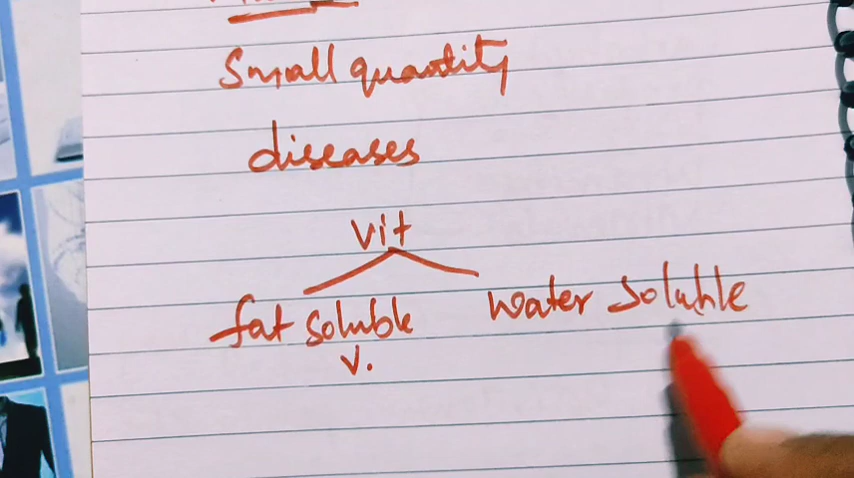 Small quantity
diseases
vit
fat soluble water soluble
v.